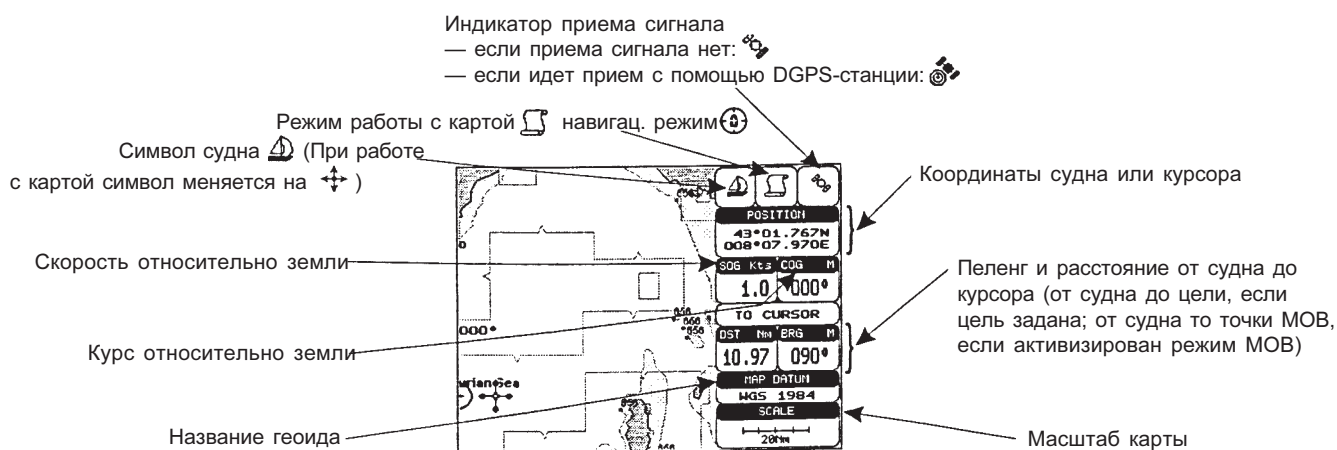 Индикатор приема сигнала
— если приема сигнала нет:
— если идет прием с помощью DGPS-станции:
Режим работы с картой навигац. режим
Символ судна (При работе
с картой символ меняется на )
Координаты судна или курсора
Скорость относительно земли
Пеленг и расстояние от судна до
курсора (от судна до цели, если
цель задана; от судна то точки MOB,
если активизирован режим MOB)
Курс относительно земли
Название геоида
Масштаб карты
POSITION
43°01.767N
008°07.970E
SOG Kts COG M
1.0 000°
TO CURSOR
DST Nm BRG M
10.97 090°
MAP DATUM
WGS 1984
SCALE
20Nm
000°
urianSea